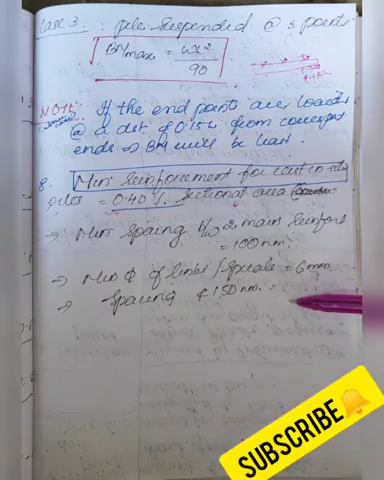 Case 3 : piles suspended @ 3 points
BMmax = WL²/90
NOTE: If the end points are located
@ a dist of 0.15L from
ends ⇒ BM will be least.
8. Min reinforcement for cast in situ
piles = 0.40 % sectional area
→ Min spacing b/w 2 main reinforc
= 100 mm.
→ Min Φ of links / spirals = 6 mm.
→ Spacing ≮ 150 mm.
SUBSCRIBE